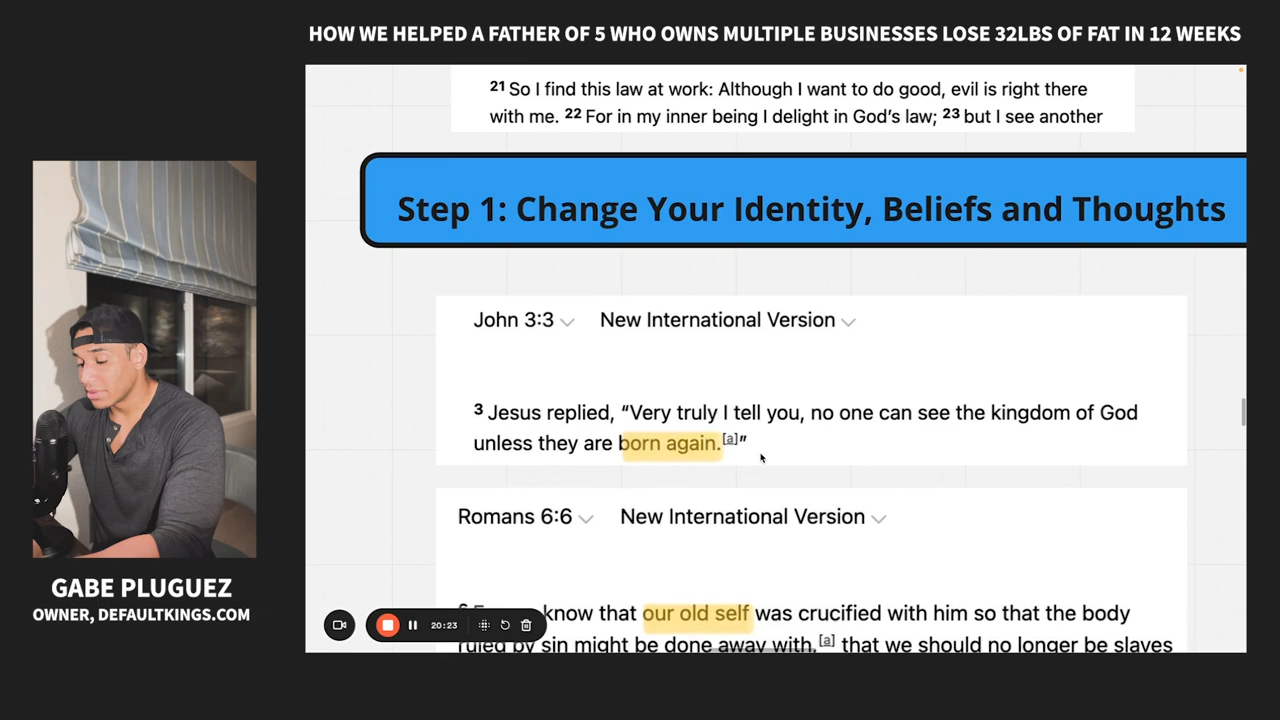 HOW WE HELPED A FATHER OF 5 WHO OWNS MULTIPLE BUSINESSES LOSE 32LBS OF FAT IN 12 WEEKS
21 So I find this law at work: Although I want to do good, evil is right there
with me. 22 For in my inner being I delight in God's law; 23 but I see another
Step 1: Change Your Identity, Beliefs and Thoughts
John 3:3 New International Version
3 Jesus replied, “Very truly I tell you, no one can see the kingdom of God
unless they are born again.[a]”
Romans 6:6 New International Version
know that our old self was crucified with him so that the body
ruled by sin might be done away with,[a] that we should no longer be slaves
20:23
GABE PLUGUEZ
OWNER, DEFAULTKINGS.COM